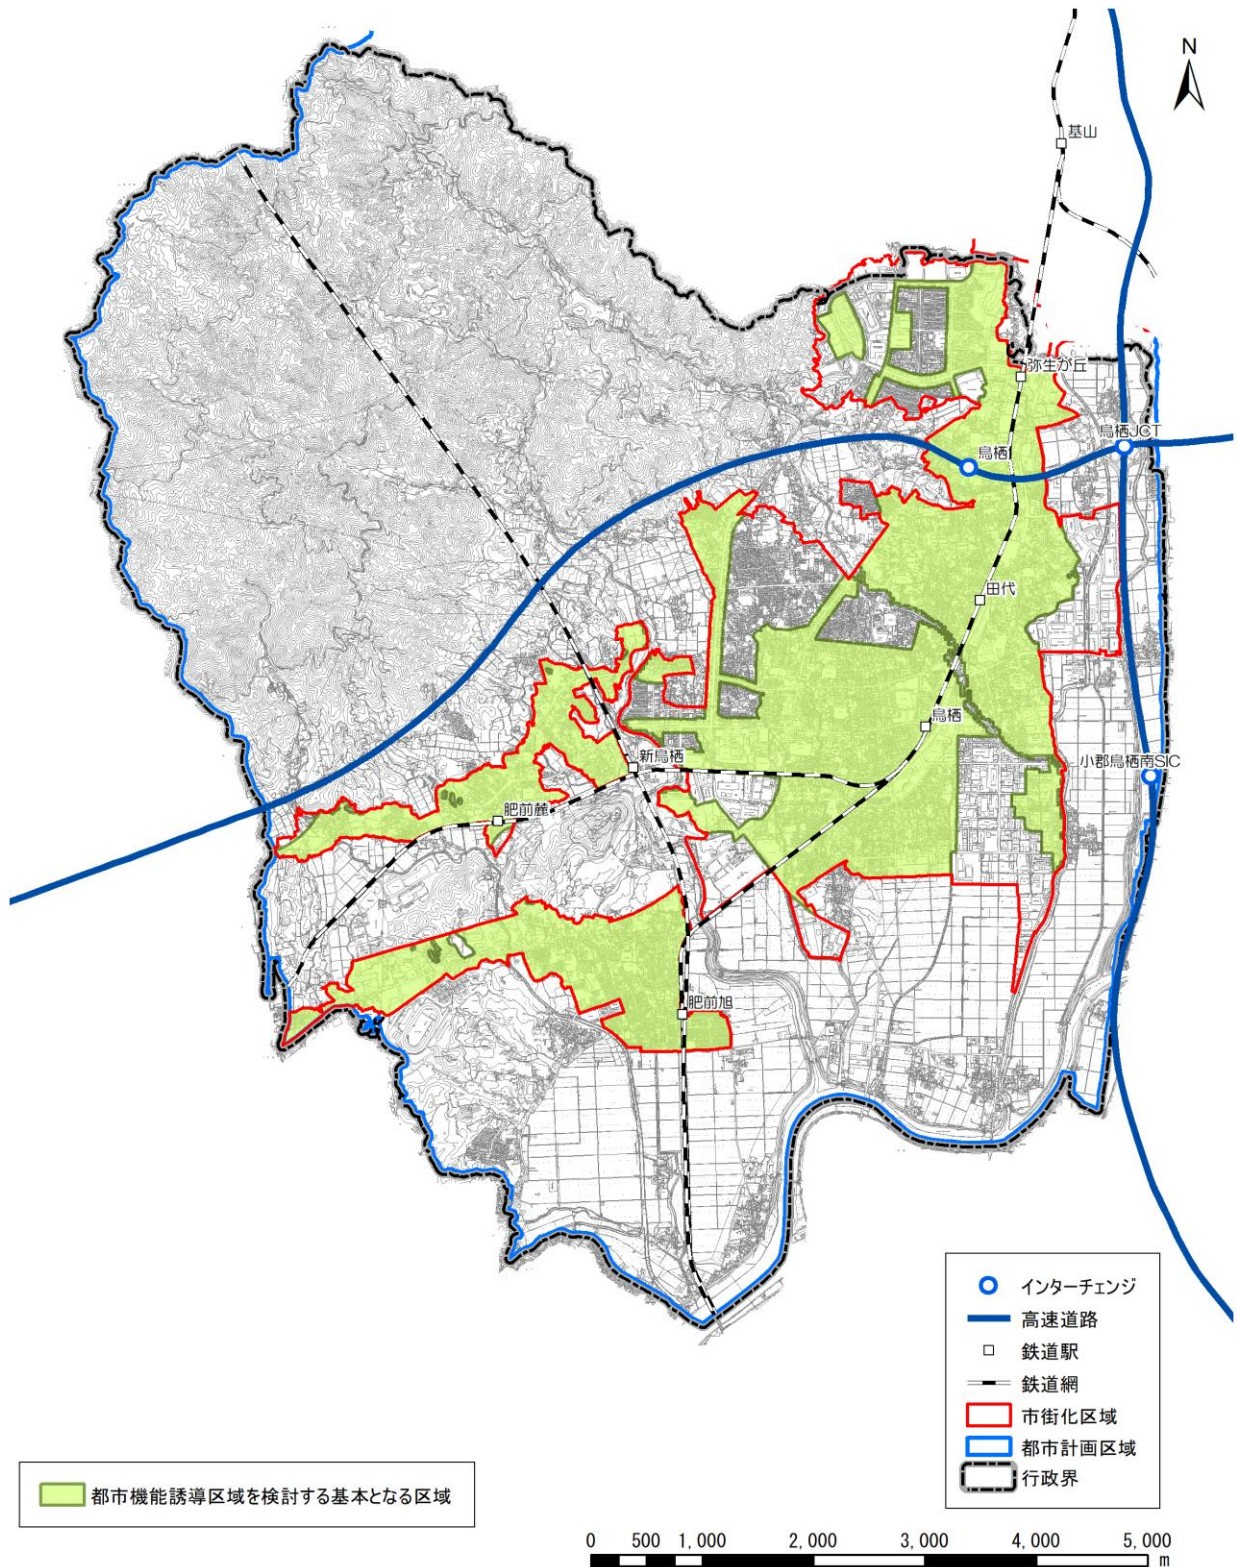 N
基山
弥生が丘
鳥栖JCT
鳥栖
田代
鳥栖
小郡鳥栖南SIC
新鳥栖
肥前麓
肥前旭
インターチェンジ
高速道路
鉄道駅
鉄道網
市街化区域
都市計画区域
行政界
都市機能誘導区域を検討する基本となる区域
0 500 1,000 2,000 3,000 4,000 5,000
m